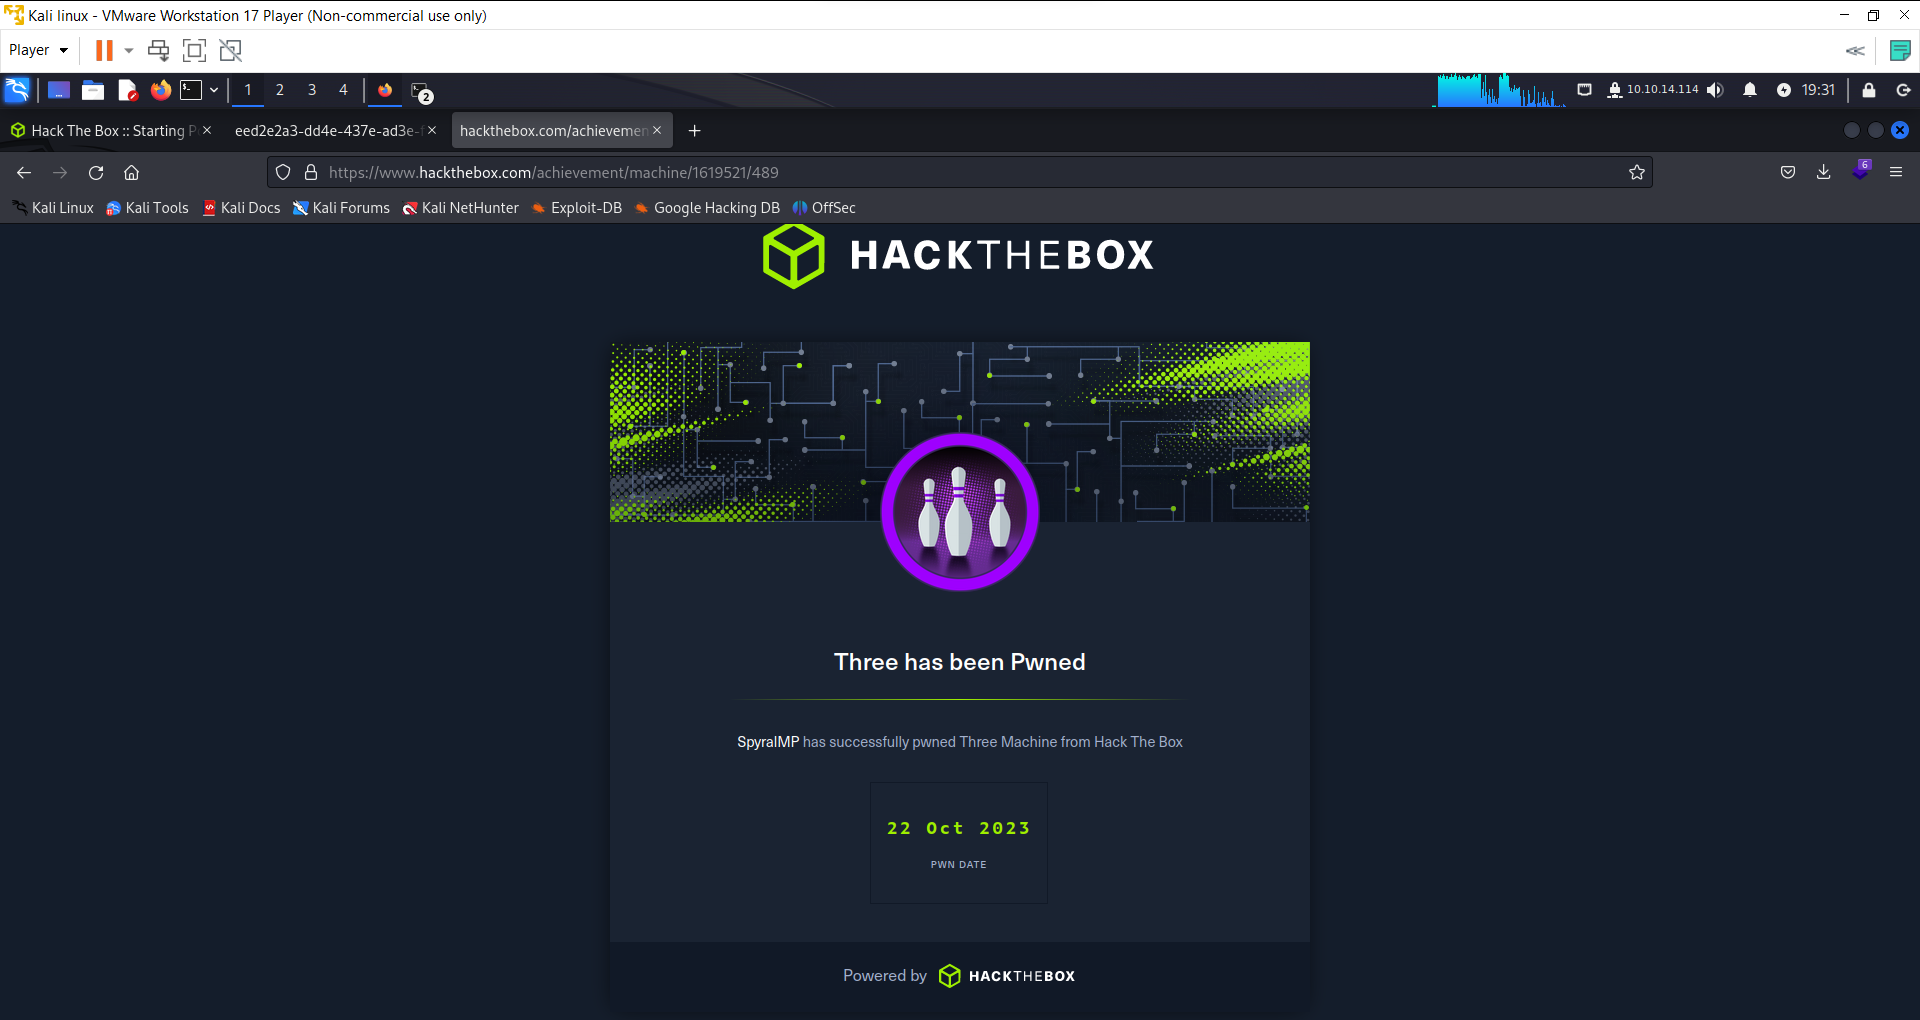 Kali linux - VMware Workstation 17 Player (Non-commercial use only)
Player
1 2 3 4 2 10.10.14.114 19:31
Hack The Box :: Starting P eed2e2a3-dd4e-437e-ad3e-f hackthebox.com/achievemen
https://www.hackthebox.com/achievement/machine/1619521/489 6
Kali Linux Kali Tools Kali Docs Kali Forums Kali NetHunter Exploit-DB Google Hacking DB OffSec
HACKTHEBOX
Three has been Pwned
SpyralMP has successfully pwned Three Machine from Hack The Box
22 Oct 2023
PWN DATE
Powered by HACKTHEBOX